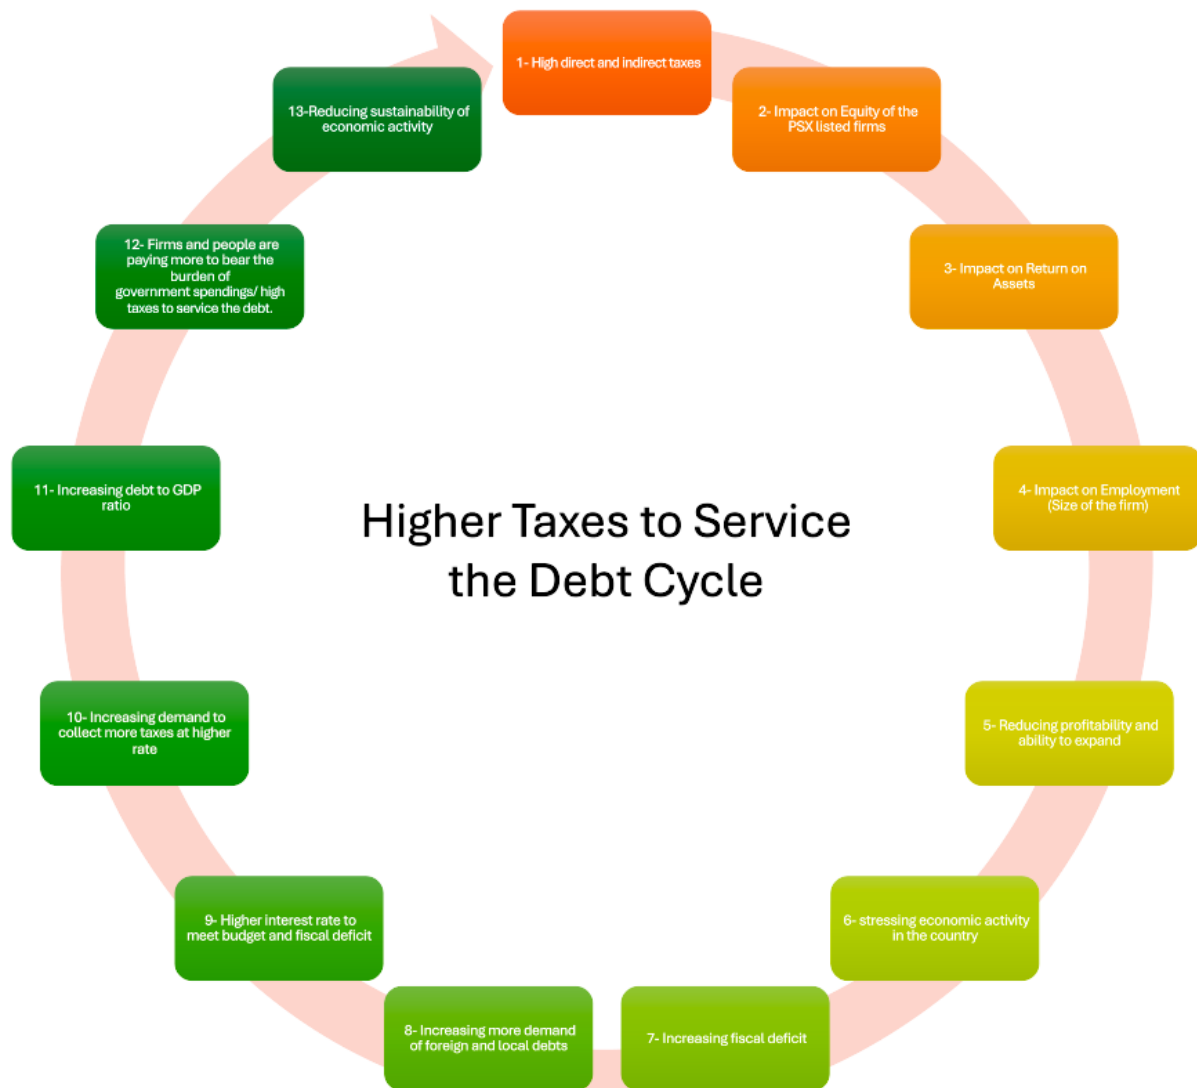 1- High direct and indirect taxes
2- Impact on Equity of the
PSX listed firms
3- Impact on Return on
Assets
4- Impact on Employment
(Size of the firm)
5- Reducing profitability and
ability to expand
6- stressing economic activity
in the country
7- Increasing fiscal deficit
8- Increasing more demand
of foreign and local debts
9- Higher interest rate to
meet budget and fiscal deficit
10- Increasing demand to
collect more taxes at higher
rate
11- Increasing debt to GDP
ratio
12- Firms and people are
paying more to bear the
burden of
government spendings/ high
taxes to service the debt.
13-Reducing sustainability of
economic activity
Higher Taxes to Service
the Debt Cycle